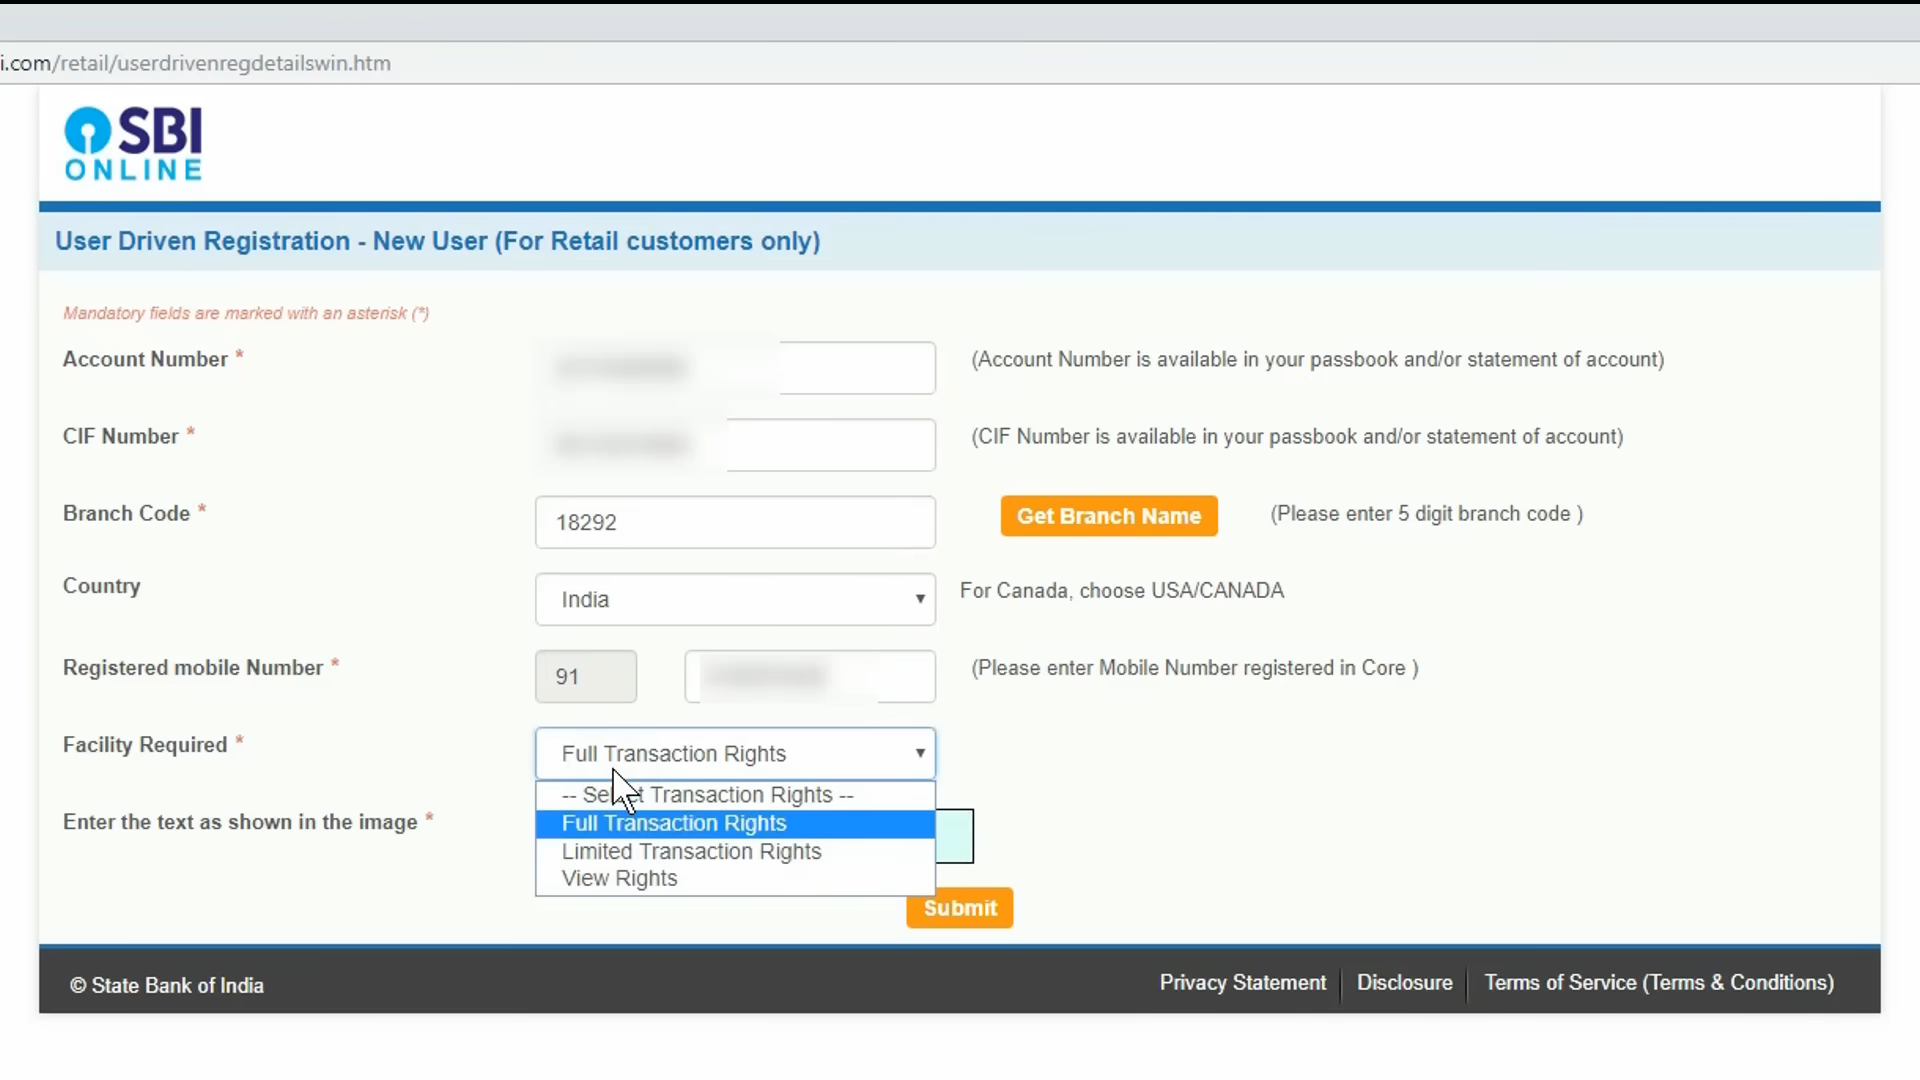 i.com/retail/userdrivenregdetailswin.htm
SBI
ONLINE
User Driven Registration - New User (For Retail customers only)
Mandatory fields are marked with an asterisk (*)
Account Number * (Account Number is available in your passbook and/or statement of account)
CIF Number * (CIF Number is available in your passbook and/or statement of account)
Branch Code * 18292 Get Branch Name (Please enter 5 digit branch code )
Country India For Canada, choose USA/CANADA
Registered mobile Number * 91 (Please enter Mobile Number registered in Core )
Facility Required * Full Transaction Rights
-- Select Transaction Rights --
Enter the text as shown in the image * Full Transaction Rights
Limited Transaction Rights
View Rights
Submit
© State Bank of India Privacy Statement Disclosure Terms of Service (Terms & Conditions)